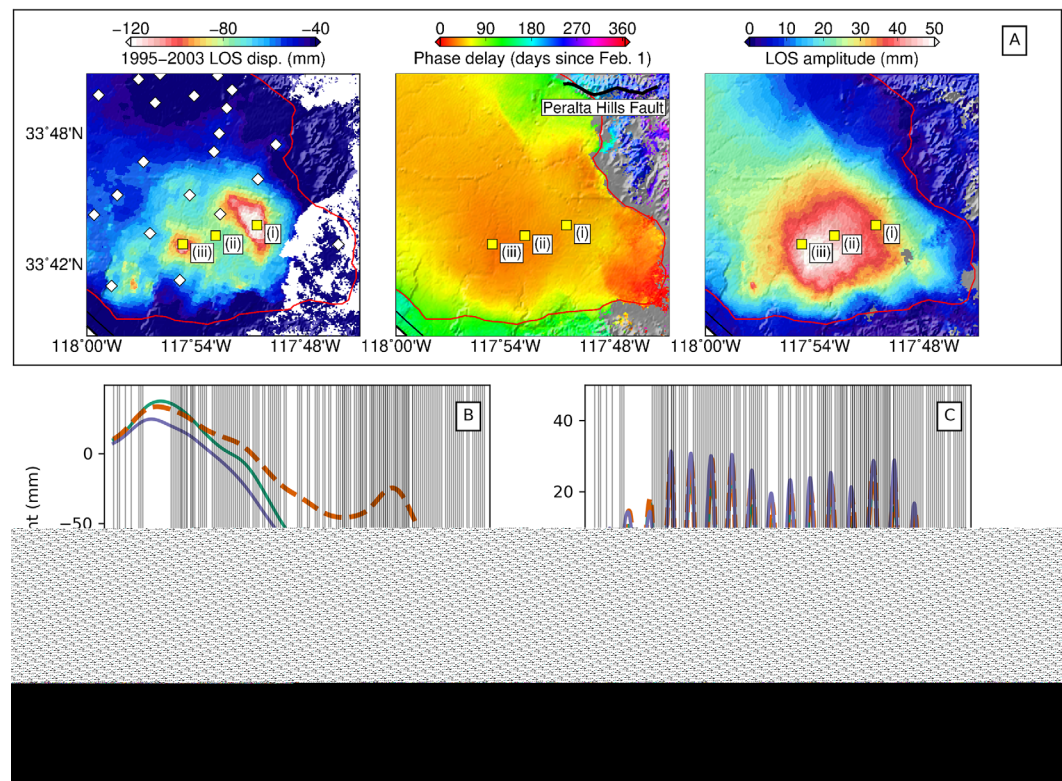 −120 −80 −40
1995−2003 LOS disp. (mm)
0 90 180 270 360
Phase delay (days since Feb. 1)
0 10 20 30 40 50
LOS amplitude (mm)
A
Peralta Hills Fault
33°48'N
33°42'N
(i)
(ii)
(iii)
(i)
(ii)
(iii)
(i)
(ii)
(iii)
118°00'W 117°54'W 117°48'W
118°00'W 117°54'W 117°48'W
118°00'W 117°54'W 117°48'W
B
0
−50
(mm)
C
40
20